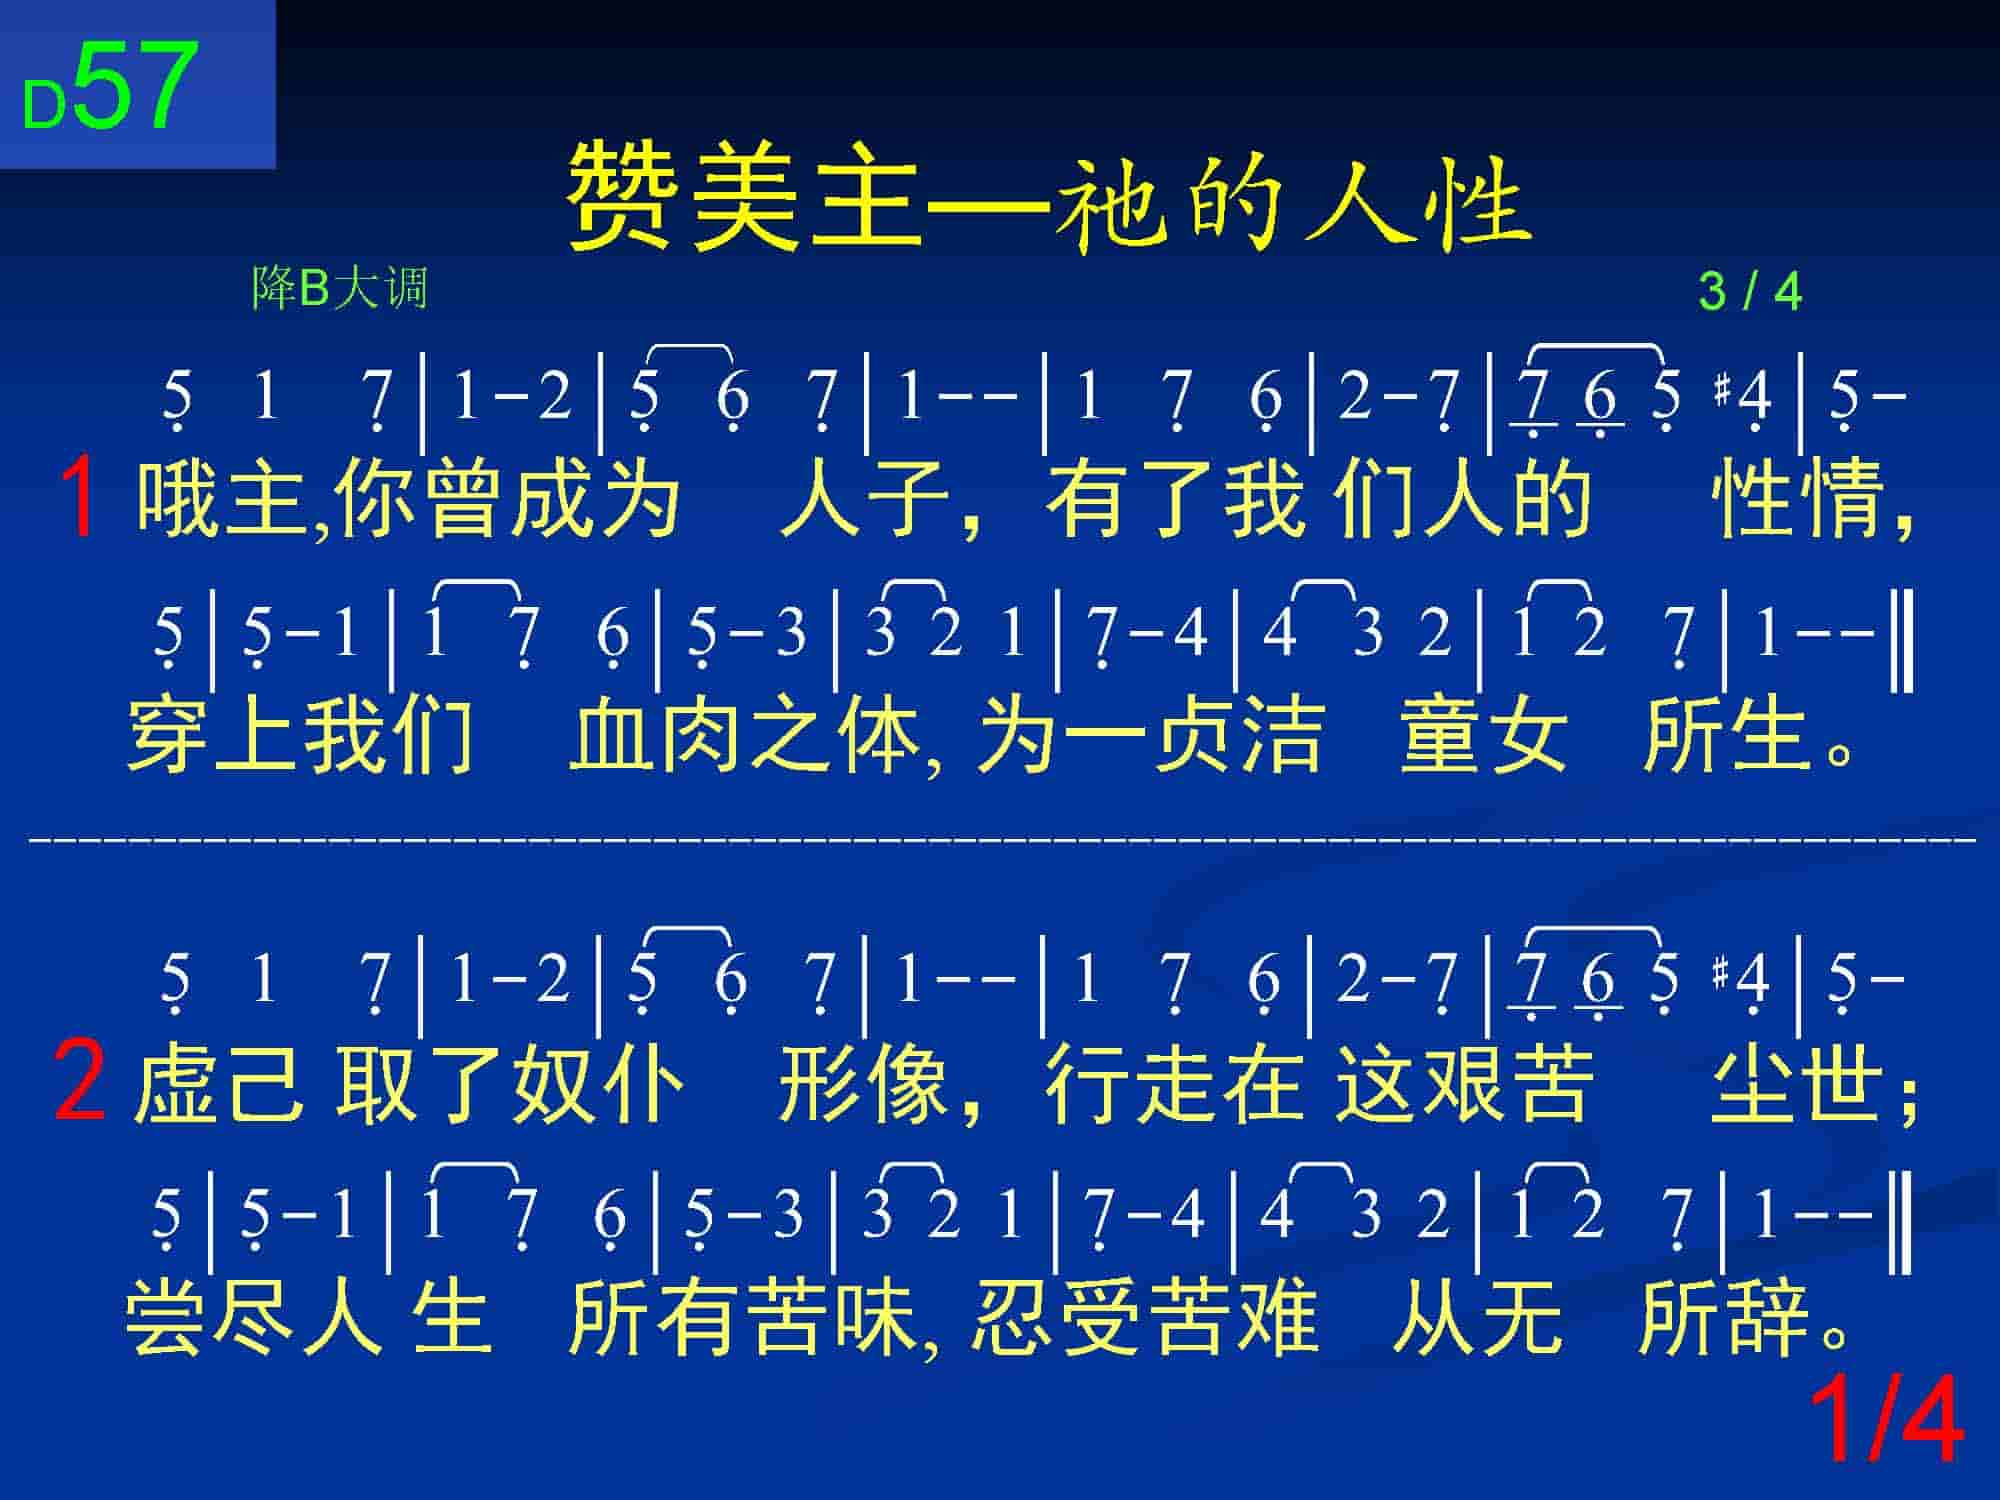 D57
赞美主—祂的人性
降B大调 3 / 4
5̣ 1 7̣ | 1 - 2 | 5̣ 6̣ 7̣ | 1 - - | 1 7̣ 6̣ | 2 - 7̣ | 7̣ 6̣ 5̣ #4̣ | 5̣ -
1 哦主,你曾成为 人子，有了我 们人的 性情，
5̣ | 5̣ - 1 | 1 7̣ 6̣ | 5̣ - 3 | 3 2 1 | 7̣ - 4 | 4 3 2 | 1 2 7̣ | 1 - - ‖
穿上我们 血肉之体, 为一贞洁 童女 所生。
5̣ 1 7̣ | 1 - 2 | 5̣ 6̣ 7̣ | 1 - - | 1 7̣ 6̣ | 2 - 7̣ | 7̣ 6̣ 5̣ #4̣ | 5̣ -
2 虚己 取了奴仆 形像，行走在 这艰苦 尘世；
5̣ | 5̣ - 1 | 1 7̣ 6̣ | 5̣ - 3 | 3 2 1 | 7̣ - 4 | 4 3 2 | 1 2 7̣ | 1 - - ‖
尝尽人 生 所有苦味, 忍受苦难 从无 所辞。
1/4